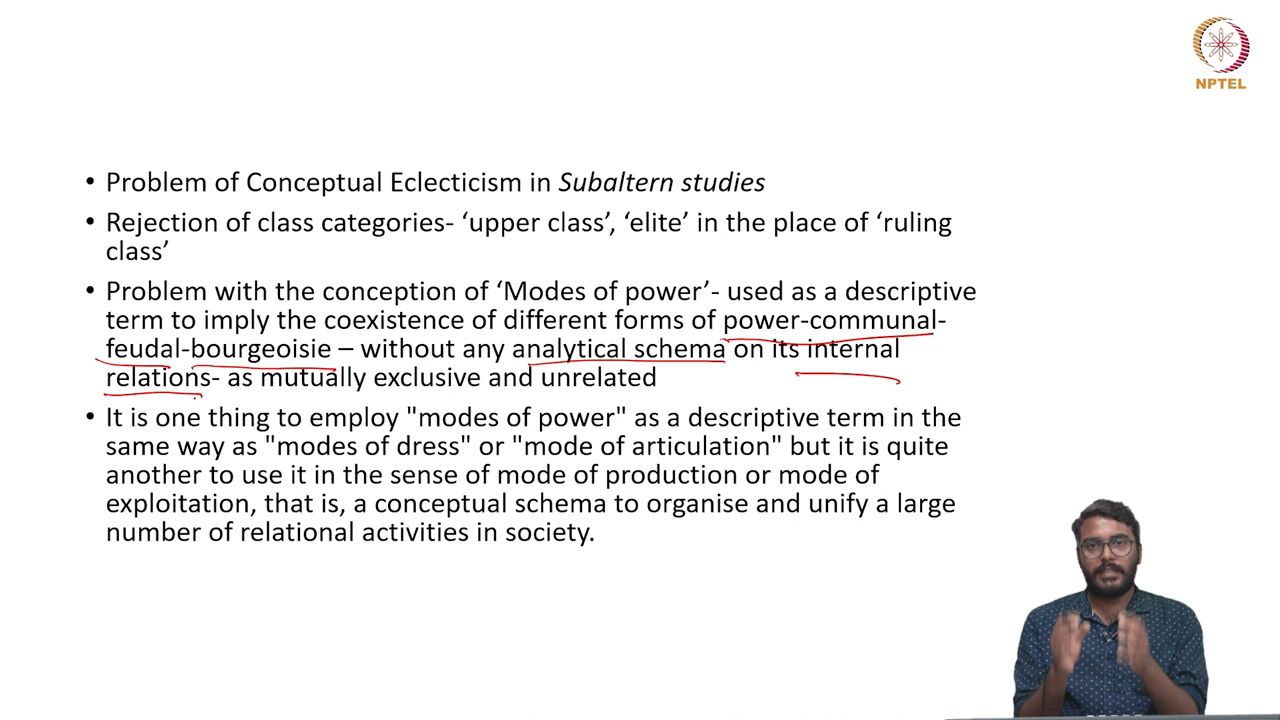 NPTEL
• Problem of Conceptual Eclecticism in Subaltern studies
• Rejection of class categories- ‘upper class’, ‘elite’ in the place of ‘ruling
class’
• Problem with the conception of ‘Modes of power’- used as a descriptive
term to imply the coexistence of different forms of power-communal-
feudal-bourgeoisie – without any analytical schema on its internal
relations- as mutually exclusive and unrelated
• It is one thing to employ "modes of power" as a descriptive term in the
same way as "modes of dress" or "mode of articulation" but it is quite
another to use it in the sense of mode of production or mode of
exploitation, that is, a conceptual schema to organise and unify a large
number of relational activities in society.